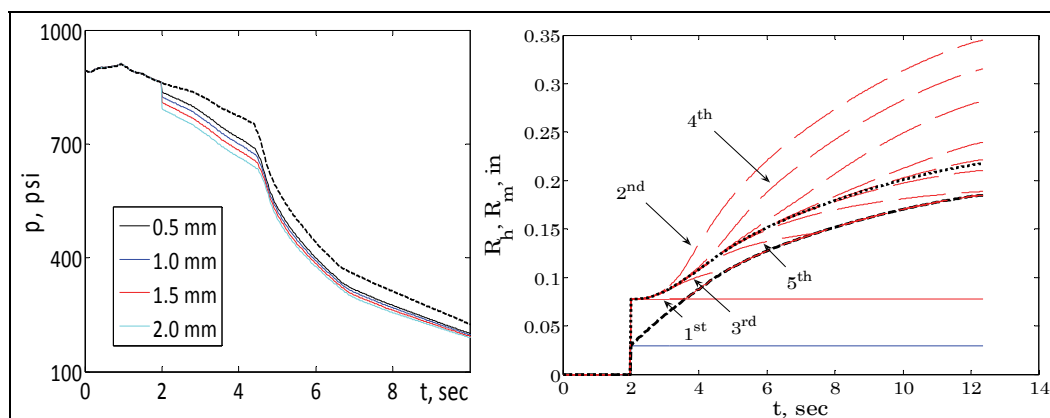 1000
700
400
100
p, psi
0.5 mm
1.0 mm
1.5 mm
2.0 mm
0 2 4 6 8 t, sec
0.35
0.3
0.25
0.2
0.15
0.1
0.05
0
R_h, R_m, in
4th
2nd
5th
1st
3rd
0 2 4 6 8 10 12 14
t, sec